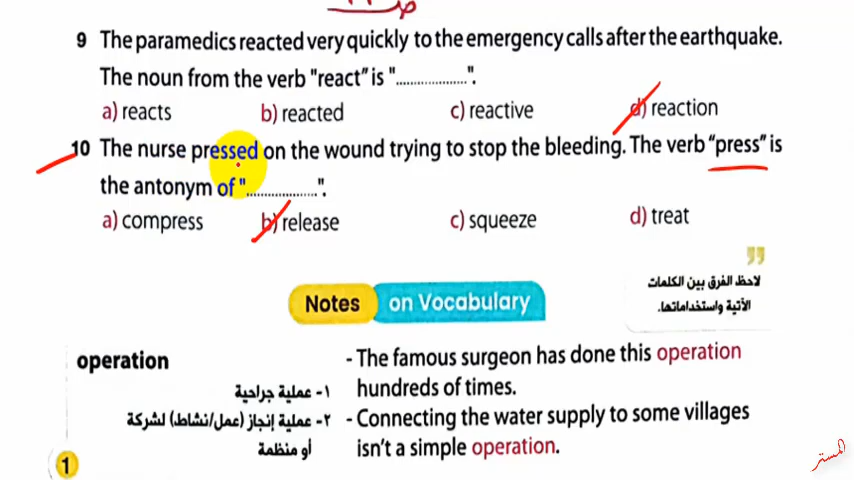 9 The paramedics reacted very quickly to the emergency calls after the earthquake.
The noun from the verb "react" is "....................".
a) reacts b) reacted c) reactive d) reaction
10 The nurse pressed on the wound trying to stop the bleeding. The verb "press" is
the antonym of "....................".
a) compress b) release c) squeeze d) treat
لاحظ الفرق بين الكلمات
الآتية واستخداماتها.
Notes on Vocabulary
operation
- The famous surgeon has done this operation
١- عملية جراحية
hundreds of times.
٢- عملية إنجاز (عمل/نشاط) لشركة
أو منظمة
- Connecting the water supply to some villages
isn't a simple operation.
1